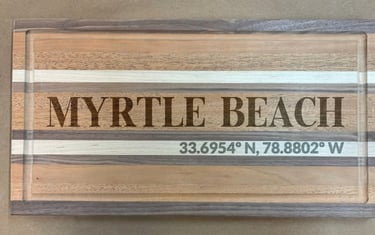 MYRTLE BEACH
33.6954° N, 78.8802° W